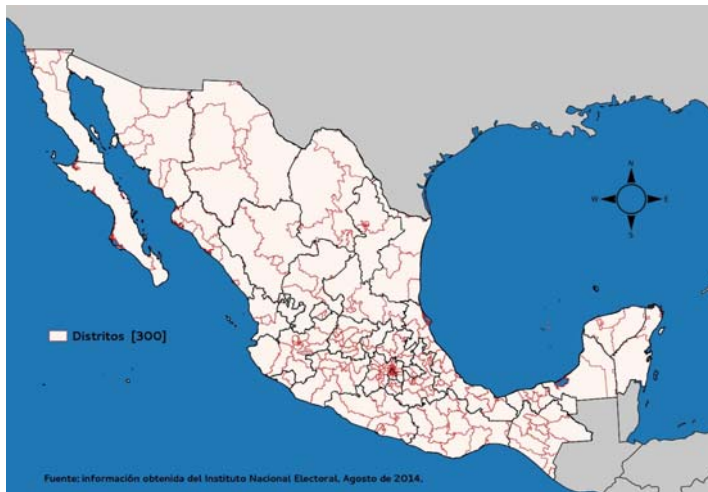 N
W E
S
Distritos [300]
Fuente: información obtenida del Instituto Nacional Electoral, Agosto de 2014.